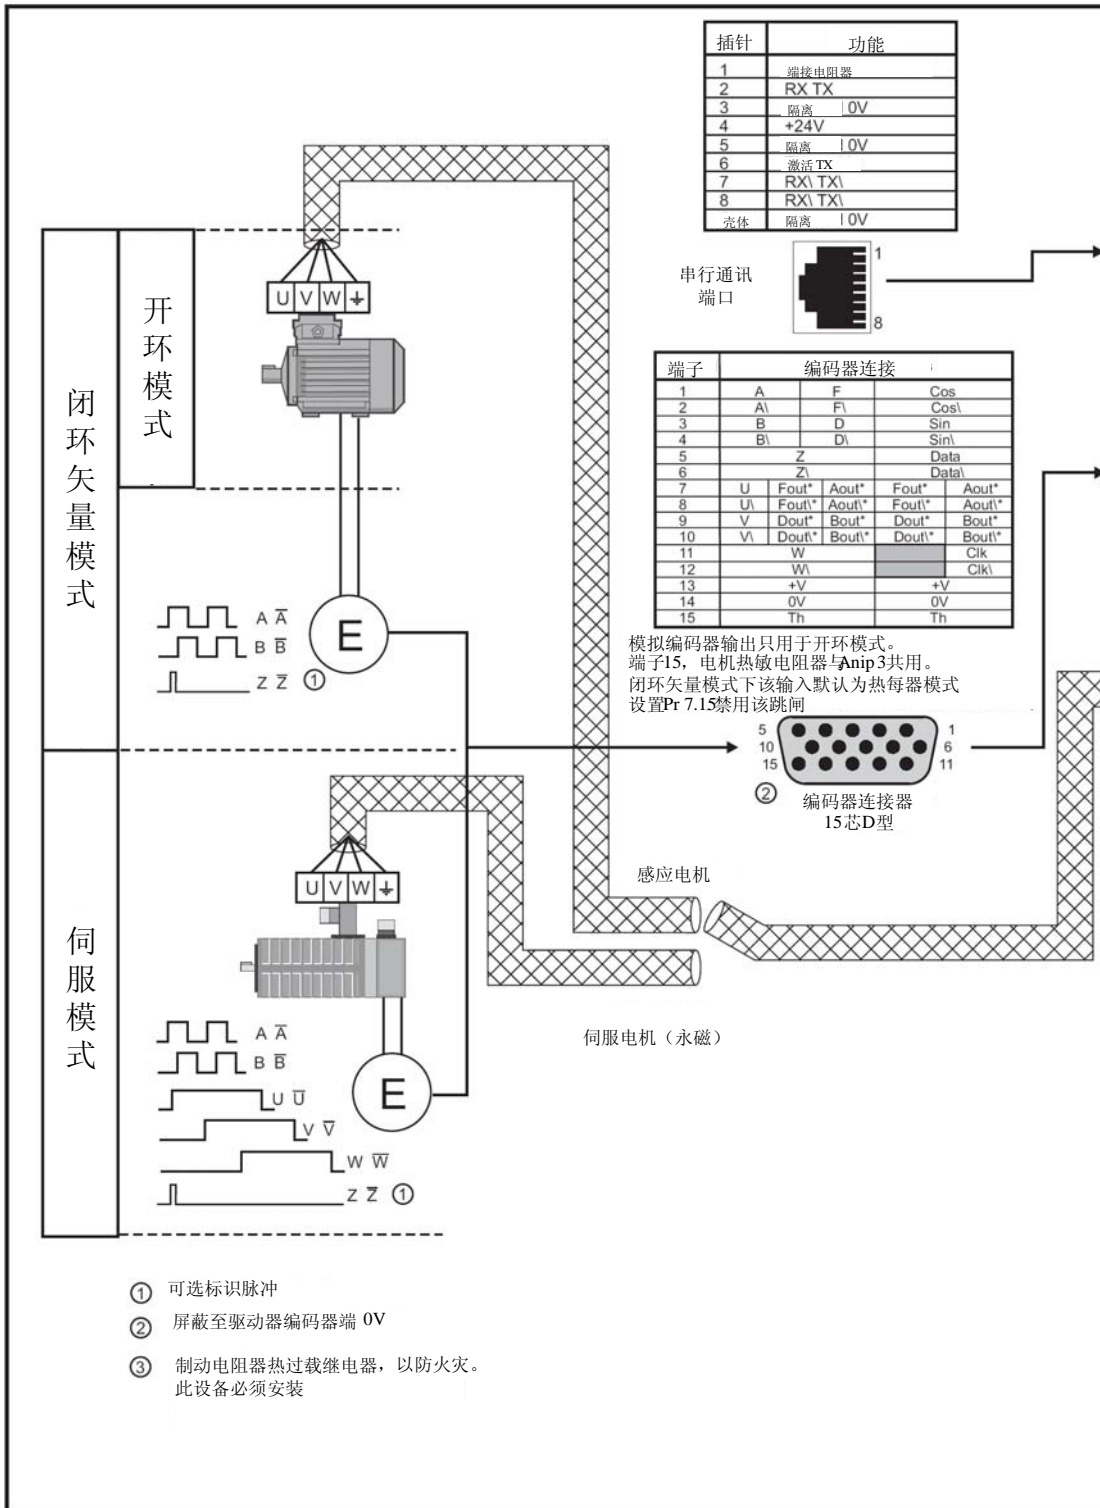 插针 功能
1 端接电阻器
2 RX TX
3 隔离 0V
4 +24V
5 隔离 0V
6 激活 TX
7 RX\ TX\
8 RX\ TX\
壳体 隔离 0V
串行通讯
端口
1
8
闭环矢量模式
开环模式
U V W
端子 编码器连接
1 A F Cos
2 A\ F\ Cos\
3 B D Sin
4 B\ D\ Sin\
5 Z Data
6 Z\ Data\
7 U Fout* Aout* Fout* Aout*
8 U\ Fout\* Aout\* Fout\* Aout\*
9 V Dout* Bout* Dout* Bout*
10 V\ Dout\* Bout\* Dout\* Bout\*
11 W Clk
12 W\ Clk\
13 +V +V
14 0V 0V
15 Th Th
模拟编码器输出只用于开环模式。
端子15，电机热敏电阻器与Anip 3共用。
闭环矢量模式下该输入默认为热每器模式
设置Pr 7.15禁用该跳闸
A A̅
B B̅
Z Z̅ ①
E
5 1
10 6
15 11
② 编码器连接器
15芯D型
伺服模式
U V W
感应电机
伺服电机（永磁）
A A̅
B B̅
U U̅
V V̅
W W̅
Z Z̅ ①
E
① 可选标识脉冲
② 屏蔽至驱动器编码器端 0V
③ 制动电阻器热过载继电器，以防火灾。
此设备必须安装